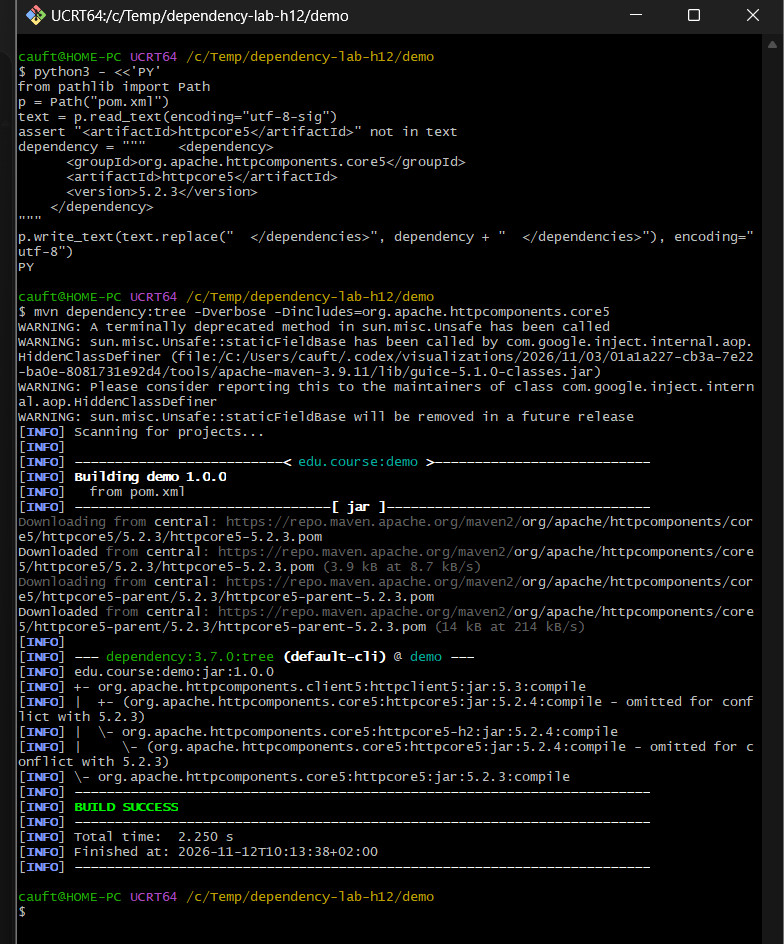 UCRT64:/c/Temp/dependency-lab-h12/demo
cauft@HOME-PC UCRT64 /c/Temp/dependency-lab-h12/demo
$ python3 - <<'PY'
from pathlib import Path
p = Path("pom.xml")
text = p.read_text(encoding="utf-8-sig")
assert "<artifactId>httpcore5</artifactId>" not in text
dependency = """    <dependency>
      <groupId>org.apache.httpcomponents.core5</groupId>
      <artifactId>httpcore5</artifactId>
      <version>5.2.3</version>
    </dependency>
"""
p.write_text(text.replace("  </dependencies>", dependency + "  </dependencies>"), encoding="
utf-8")
PY
cauft@HOME-PC UCRT64 /c/Temp/dependency-lab-h12/demo
$ mvn dependency:tree -Dverbose -Dincludes=org.apache.httpcomponents.core5
WARNING: A terminally deprecated method in sun.misc.Unsafe has been called
WARNING: sun.misc.Unsafe::staticFieldBase has been called by com.google.inject.internal.aop.
HiddenClassDefiner (file:/C:/Users/cauft/.codex/visualizations/2026/11/03/01a1a227-cb3a-7e22
-ba0e-8081731e92d4/tools/apache-maven-3.9.11/lib/guice-5.1.0-classes.jar)
WARNING: Please consider reporting this to the maintainers of class com.google.inject.intern
al.aop.HiddenClassDefiner
WARNING: sun.misc.Unsafe::staticFieldBase will be removed in a future release
[INFO] Scanning for projects...
[INFO]
[INFO] --------------------------< edu.course:demo >---------------------------
[INFO] Building demo 1.0.0
[INFO]   from pom.xml
[INFO] --------------------------------[ jar ]---------------------------------
Downloading from central: https://repo.maven.apache.org/maven2/org/apache/httpcomponents/cor
e5/httpcore5/5.2.3/httpcore5-5.2.3.pom
Downloaded from central: https://repo.maven.apache.org/maven2/org/apache/httpcomponents/core
5/httpcore5/5.2.3/httpcore5-5.2.3.pom (3.9 kB at 8.7 kB/s)
Downloading from central: https://repo.maven.apache.org/maven2/org/apache/httpcomponents/cor
e5/httpcore5-parent/5.2.3/httpcore5-parent-5.2.3.pom
Downloaded from central: https://repo.maven.apache.org/maven2/org/apache/httpcomponents/core
5/httpcore5-parent/5.2.3/httpcore5-parent-5.2.3.pom (14 kB at 214 kB/s)
[INFO]
[INFO] --- dependency:3.7.0:tree (default-cli) @ demo ---
[INFO] edu.course:demo:jar:1.0.0
[INFO] +- org.apache.httpcomponents.client5:httpclient5:jar:5.3:compile
[INFO] |  +- (org.apache.httpcomponents.core5:httpcore5:jar:5.2.4:compile - omitted for conf
lict with 5.2.3)
[INFO] |  \- org.apache.httpcomponents.core5:httpcore5-h2:jar:5.2.4:compile
[INFO] |     \- (org.apache.httpcomponents.core5:httpcore5:jar:5.2.4:compile - omitted for c
onflict with 5.2.3)
[INFO] \- org.apache.httpcomponents.core5:httpcore5:jar:5.2.3:compile
[INFO] ------------------------------------------------------------------------
[INFO] BUILD SUCCESS
[INFO] ------------------------------------------------------------------------
[INFO] Total time:  2.250 s
[INFO] Finished at: 2026-11-12T10:13:38+02:00
[INFO] ------------------------------------------------------------------------
cauft@HOME-PC UCRT64 /c/Temp/dependency-lab-h12/demo
$